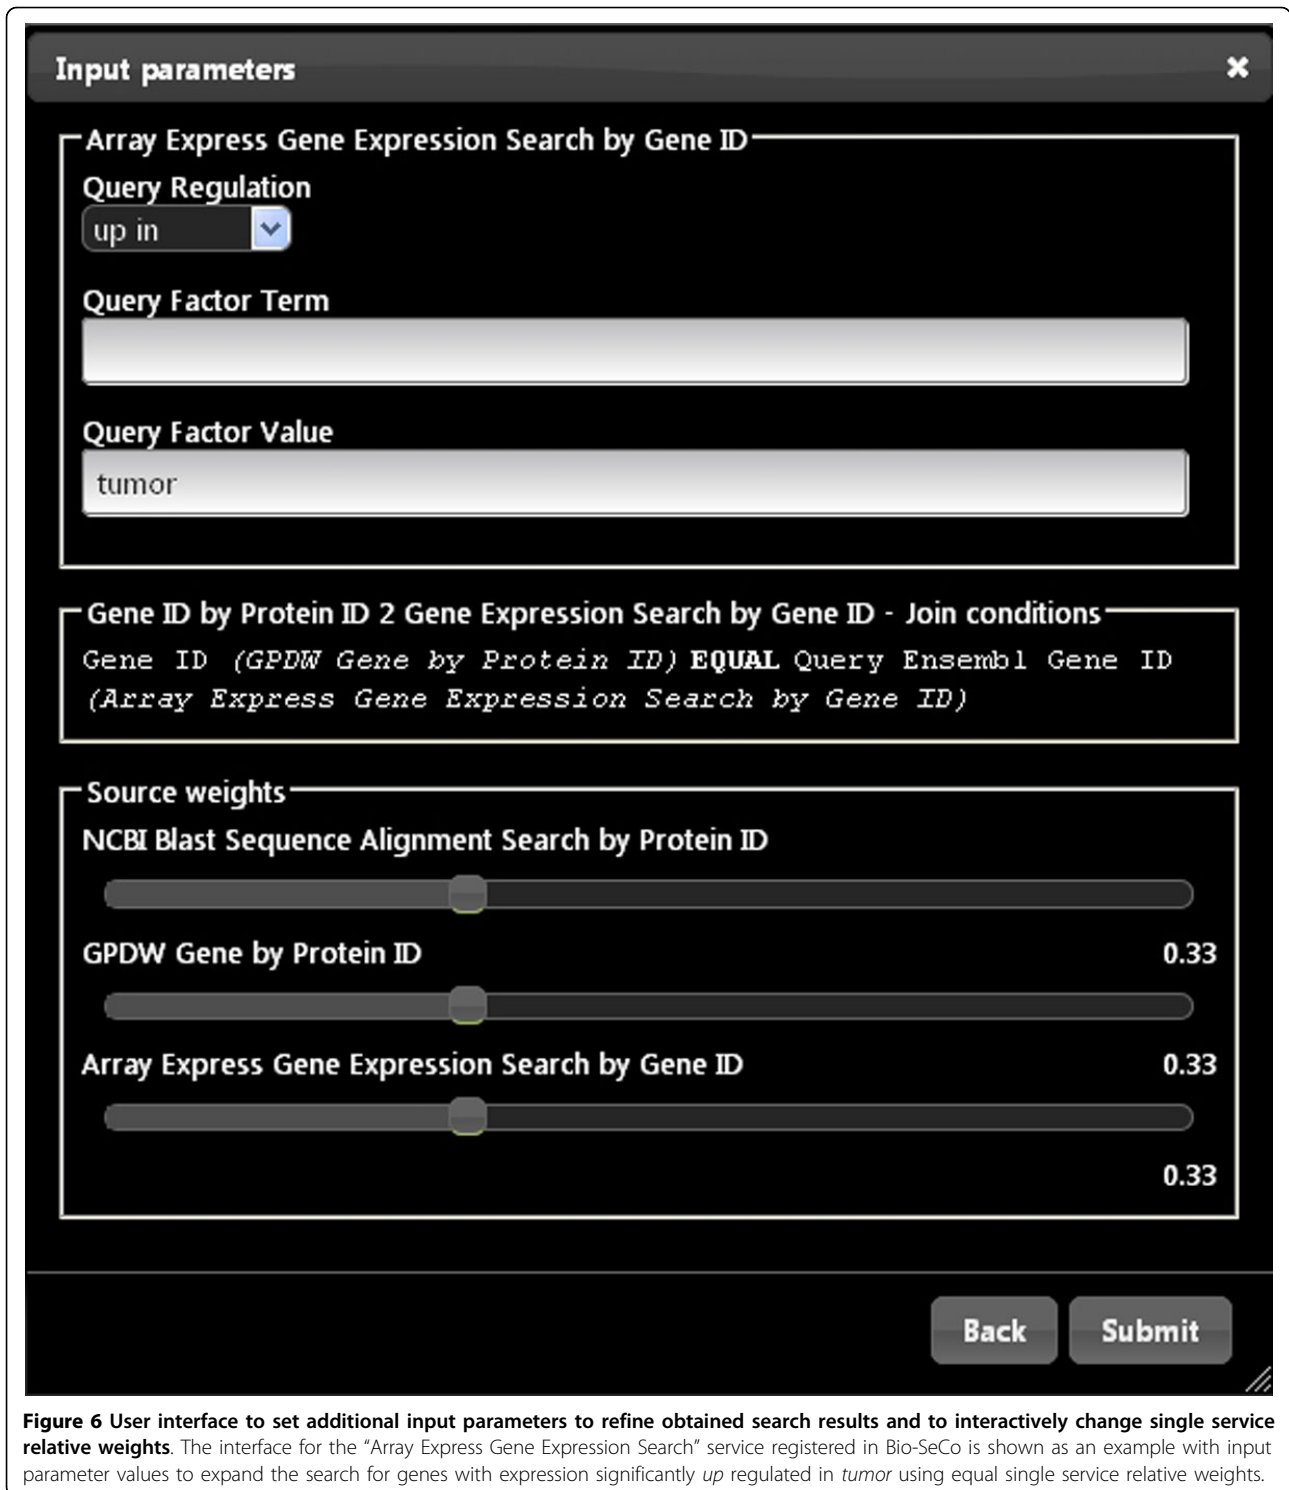 Input parameters
Array Express Gene Expression Search by Gene ID
Query Regulation
up in
Query Factor Term
Query Factor Value
tumor
Gene ID by Protein ID 2 Gene Expression Search by Gene ID - Join conditions
Gene ID (GPDW Gene by Protein ID) EQUAL Query Ensembl Gene ID
(Array Express Gene Expression Search by Gene ID)
Source weights
NCBI Blast Sequence Alignment Search by Protein ID
GPDW Gene by Protein ID 0.33
Array Express Gene Expression Search by Gene ID 0.33
0.33
Back Submit
Figure 6 User interface to set additional input parameters to refine obtained search results and to interactively change single service
relative weights. The interface for the “Array Express Gene Expression Search” service registered in Bio-SeCo is shown as an example with input
parameter values to expand the search for genes with expression significantly up regulated in tumor using equal single service relative weights.